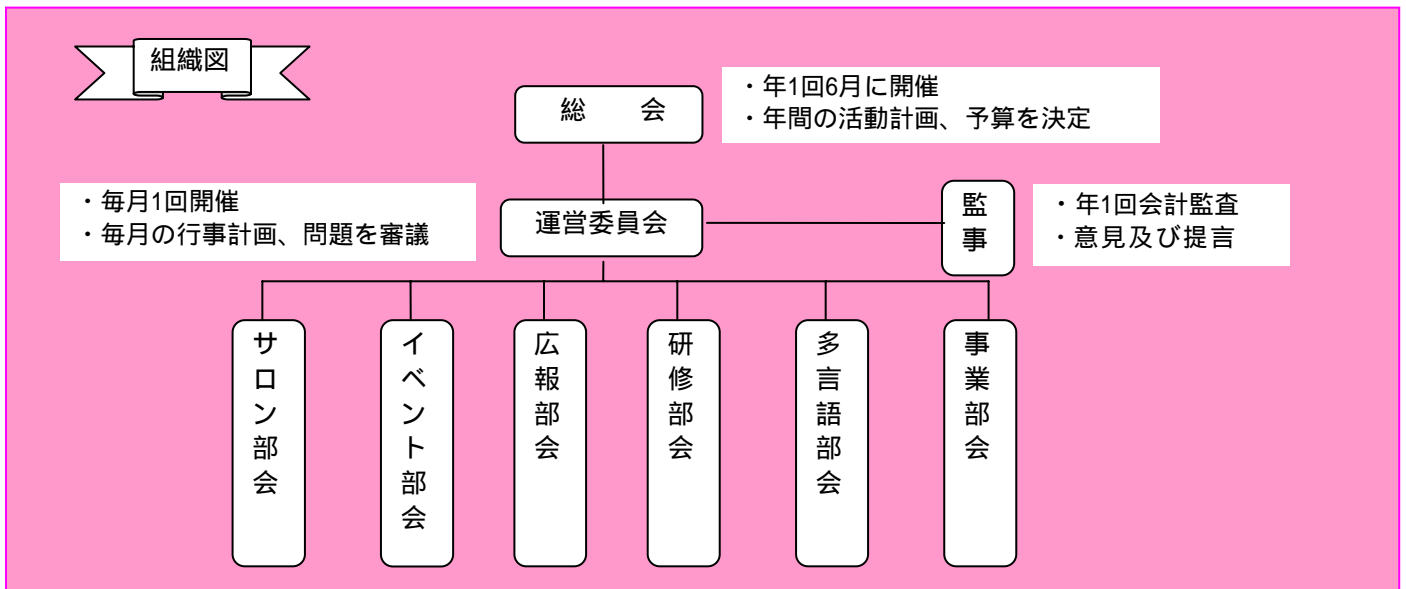 組織図
総　会
・年1回6月に開催
・年間の活動計画、予算を決定
・毎月1回開催
・毎月の行事計画、問題を審議
運営委員会
監事
・年1回会計監査
・意見及び提言
サロン部会
イベント部会
広報部会
研修部会
多言語部会
事業部会